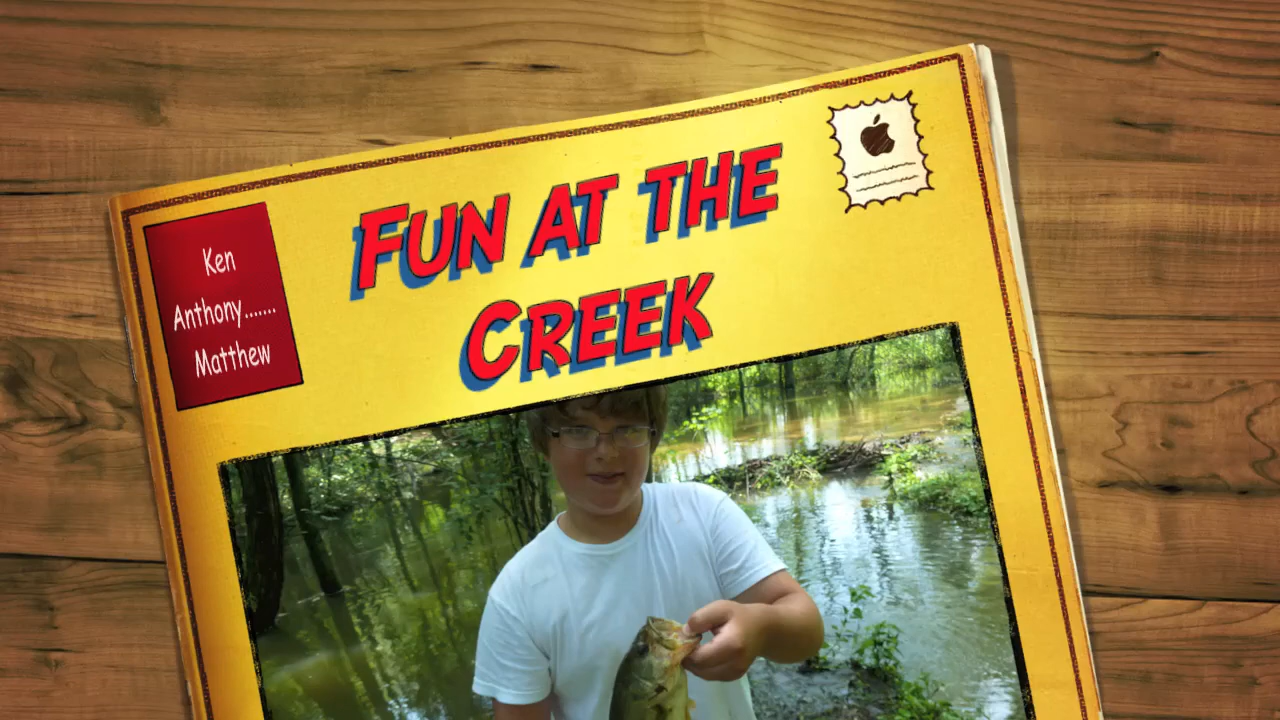 Ken
Anthony.......
Matthew
FUN AT THE
CREEK